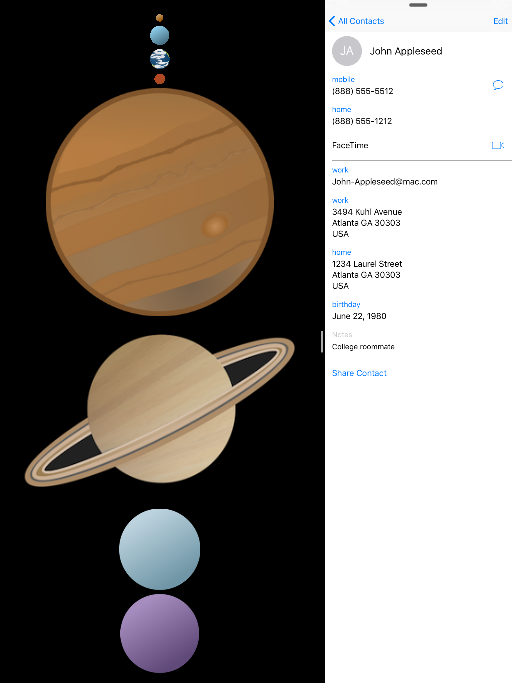 All Contacts
Edit
JA
John Appleseed
mobile
(888) 555-5512
home
(888) 555-1212
FaceTime
work
John-Appleseed@mac.com
work
3494 Kuhl Avenue
Atlanta GA 30303
USA
home
1234 Laurel Street
Atlanta GA 30303
USA
birthday
June 22, 1980
Notes
College roommate
Share Contact